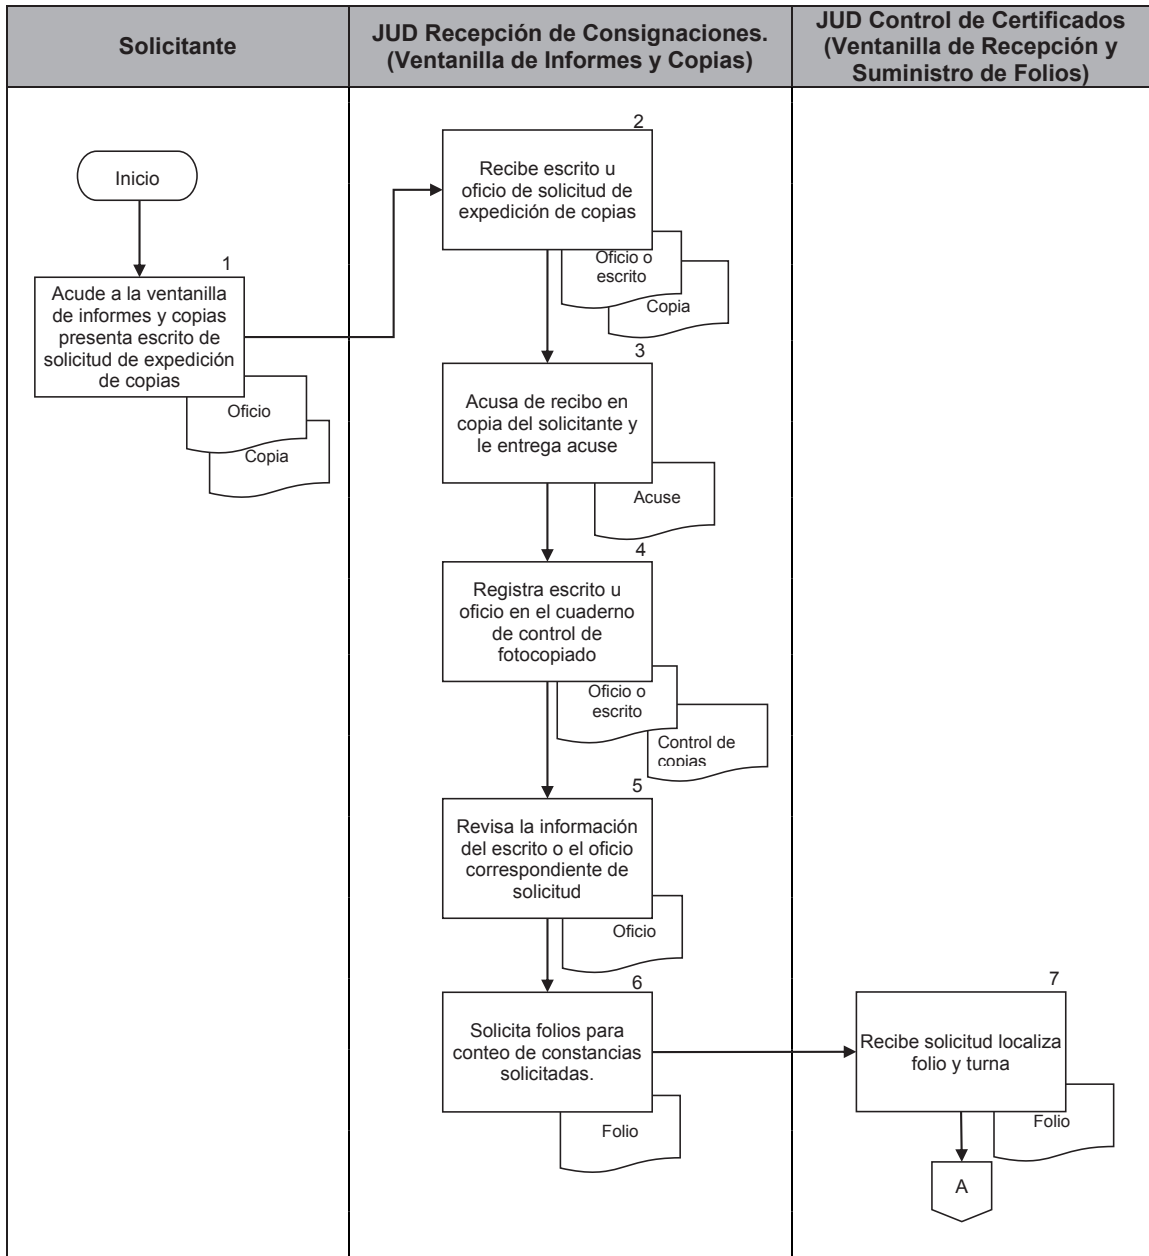 Solicitante
JUD Recepción de Consignaciones.
(Ventanilla de Informes y Copias)
JUD Control de Certificados
(Ventanilla de Recepción y
Suministro de Folios)
Inicio
1
Acude a la ventanilla
de informes y copias
presenta escrito de
solicitud de expedición
de copias
Oficio
Copia
2
Recibe escrito u
oficio de solicitud de
expedición de copias
Oficio o
escrito
Copia
3
Acusa de recibo en
copia del solicitante y
le entrega acuse
Acuse
4
Registra escrito u
oficio en el cuaderno
de control de
fotocopiado
Oficio o
escrito
Control de
copias
5
Revisa la información
del escrito o el oficio
correspondiente de
solicitud
Oficio
6
Solicita folios para
conteo de constancias
solicitadas.
Folio
7
Recibe solicitud localiza
folio y turna
Folio
A